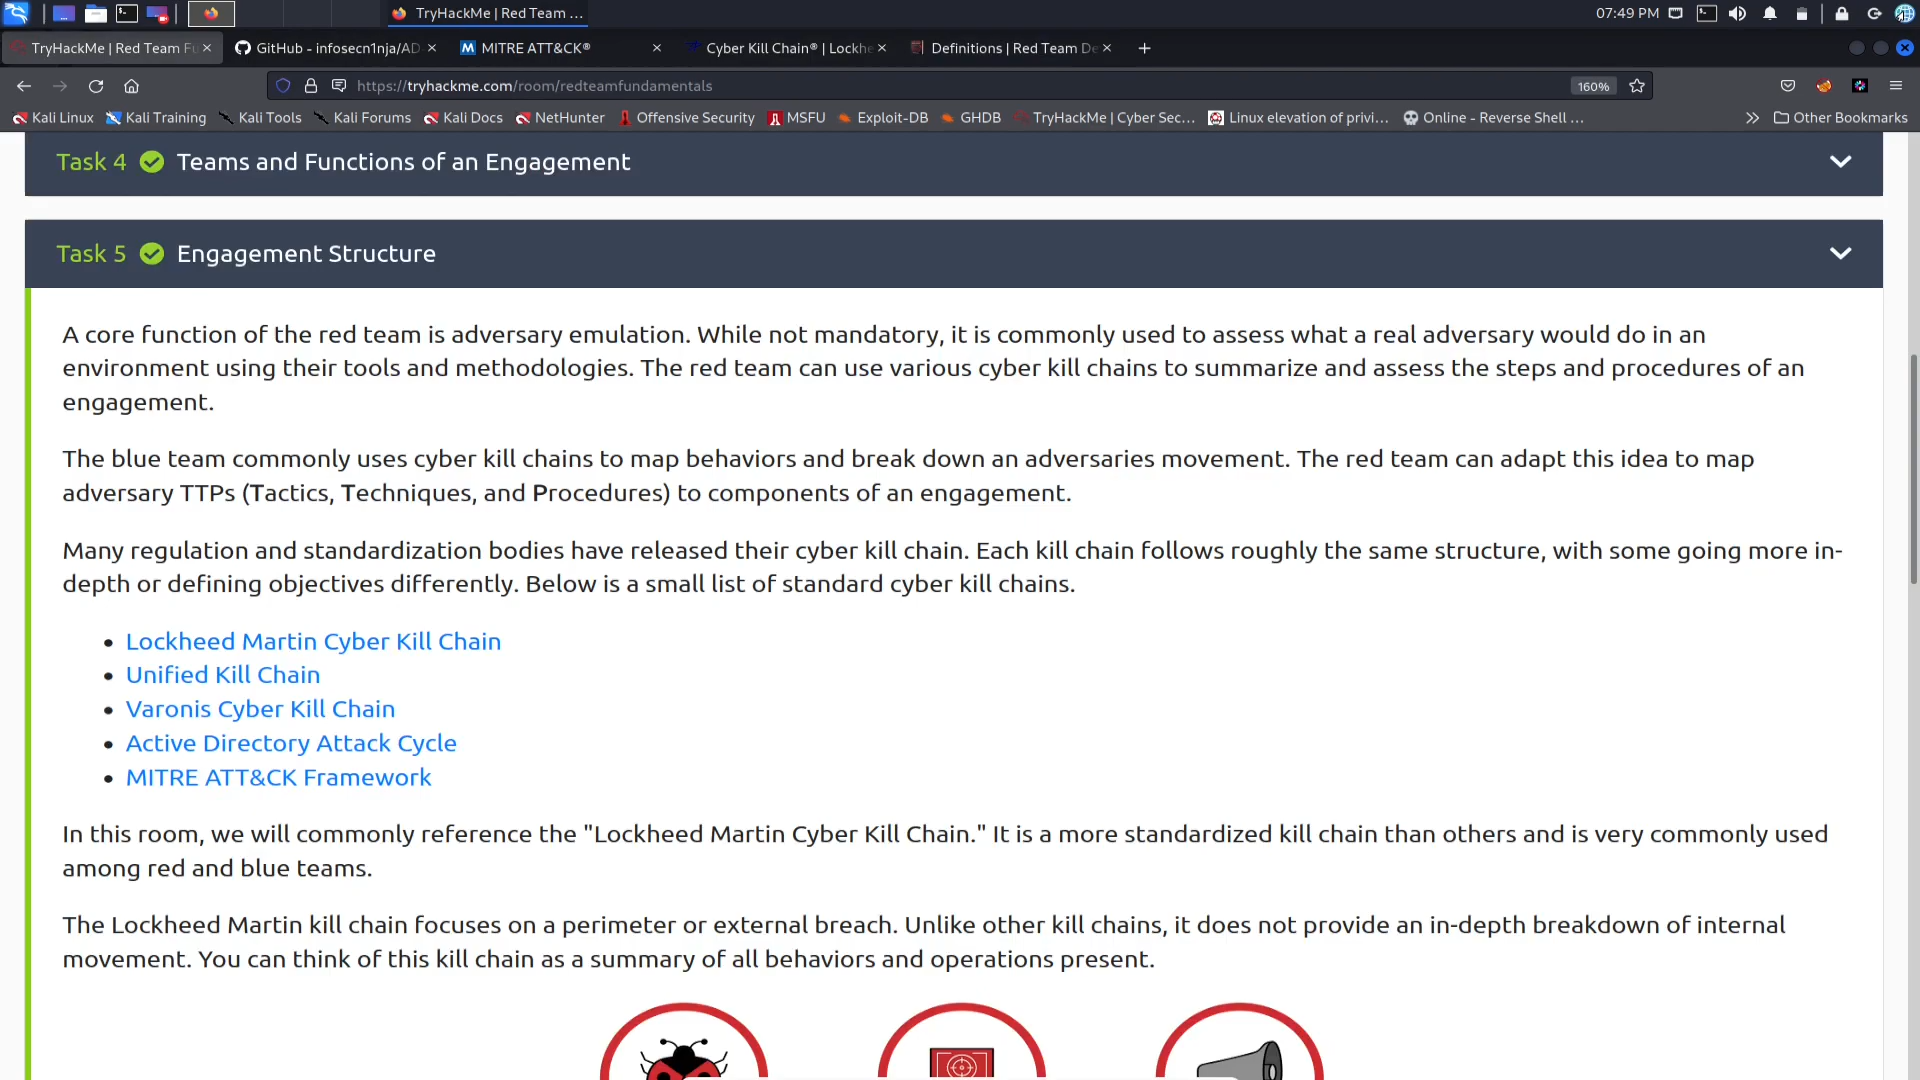 TryHackMe | Red Team ...
07:49 PM
TryHackMe | Red Team Fu
GitHub - infosecn1nja/AD
MITRE ATT&CK®
Cyber Kill Chain® | Lockhe
Definitions | Red Team De
https://tryhackme.com/room/redteamfundamentals
160%
Kali Linux
Kali Training
Kali Tools
Kali Forums
Kali Docs
NetHunter
Offensive Security
MSFU
Exploit-DB
GHDB
TryHackMe | Cyber Sec...
Linux elevation of privi...
Online - Reverse Shell ...
Other Bookmarks
Task 4 Teams and Functions of an Engagement
Task 5 Engagement Structure
A core function of the red team is adversary emulation. While not mandatory, it is commonly used to assess what a real adversary would do in an
environment using their tools and methodologies. The red team can use various cyber kill chains to summarize and assess the steps and procedures of an
engagement.
The blue team commonly uses cyber kill chains to map behaviors and break down an adversaries movement. The red team can adapt this idea to map
adversary TTPs (Tactics, Techniques, and Procedures) to components of an engagement.
Many regulation and standardization bodies have released their cyber kill chain. Each kill chain follows roughly the same structure, with some going more in-
depth or defining objectives differently. Below is a small list of standard cyber kill chains.
• Lockheed Martin Cyber Kill Chain
• Unified Kill Chain
• Varonis Cyber Kill Chain
• Active Directory Attack Cycle
• MITRE ATT&CK Framework
In this room, we will commonly reference the "Lockheed Martin Cyber Kill Chain." It is a more standardized kill chain than others and is very commonly used
among red and blue teams.
The Lockheed Martin kill chain focuses on a perimeter or external breach. Unlike other kill chains, it does not provide an in-depth breakdown of internal
movement. You can think of this kill chain as a summary of all behaviors and operations present.